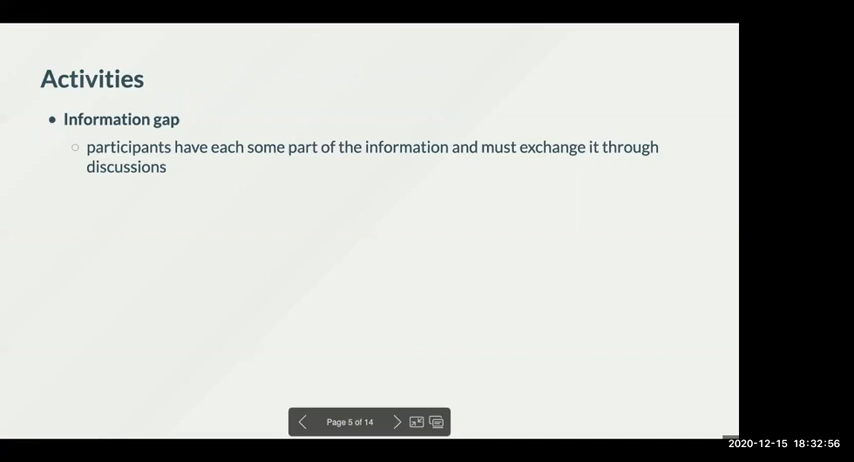 Activities
Information gap
participants have each some part of the information and must exchange it through
discussions
Page 5 of 14
2020-12-15 18:32:56